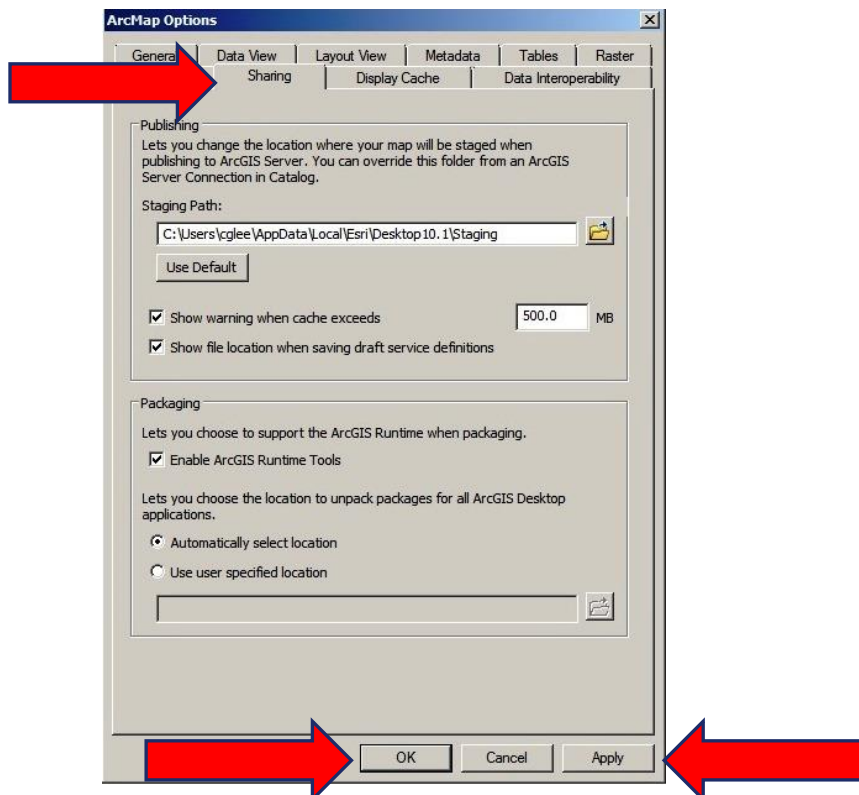 ArcMap Options
General Data View Layout View Metadata Tables Raster
Sharing Display Cache Data Interoperability
Publishing
Lets you change the location where your map will be staged when
publishing to ArcGIS Server. You can override this folder from an ArcGIS
Server Connection in Catalog.
Staging Path:
C:\Users\cglee\AppData\Local\Esri\Desktop10.1\Staging
Use Default
Show warning when cache exceeds 500.0 MB
Show file location when saving draft service definitions
Packaging
Lets you choose to support the ArcGIS Runtime when packaging.
Enable ArcGIS Runtime Tools
Lets you choose the location to unpack packages for all ArcGIS Desktop
applications.
Automatically select location
Use user specified location
OK Cancel Apply